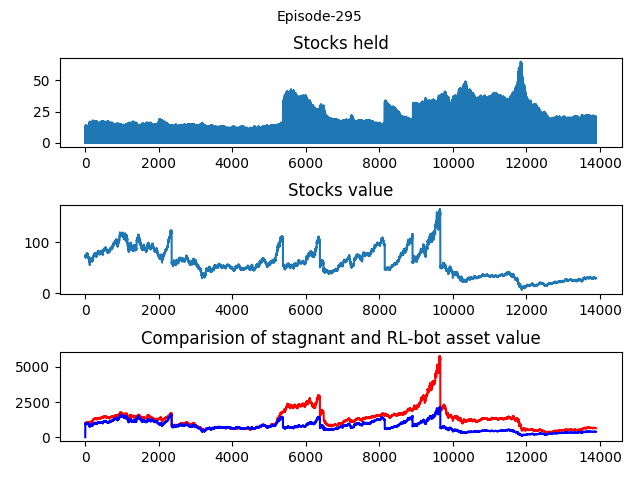 Episode-295
Stocks held
50
25
0
0 2000 4000 6000 8000 10000 12000 14000
Stocks value
100
0
0 2000 4000 6000 8000 10000 12000 14000
Comparision of stagnant and RL-bot asset value
5000
2500
0
0 2000 4000 6000 8000 10000 12000 14000